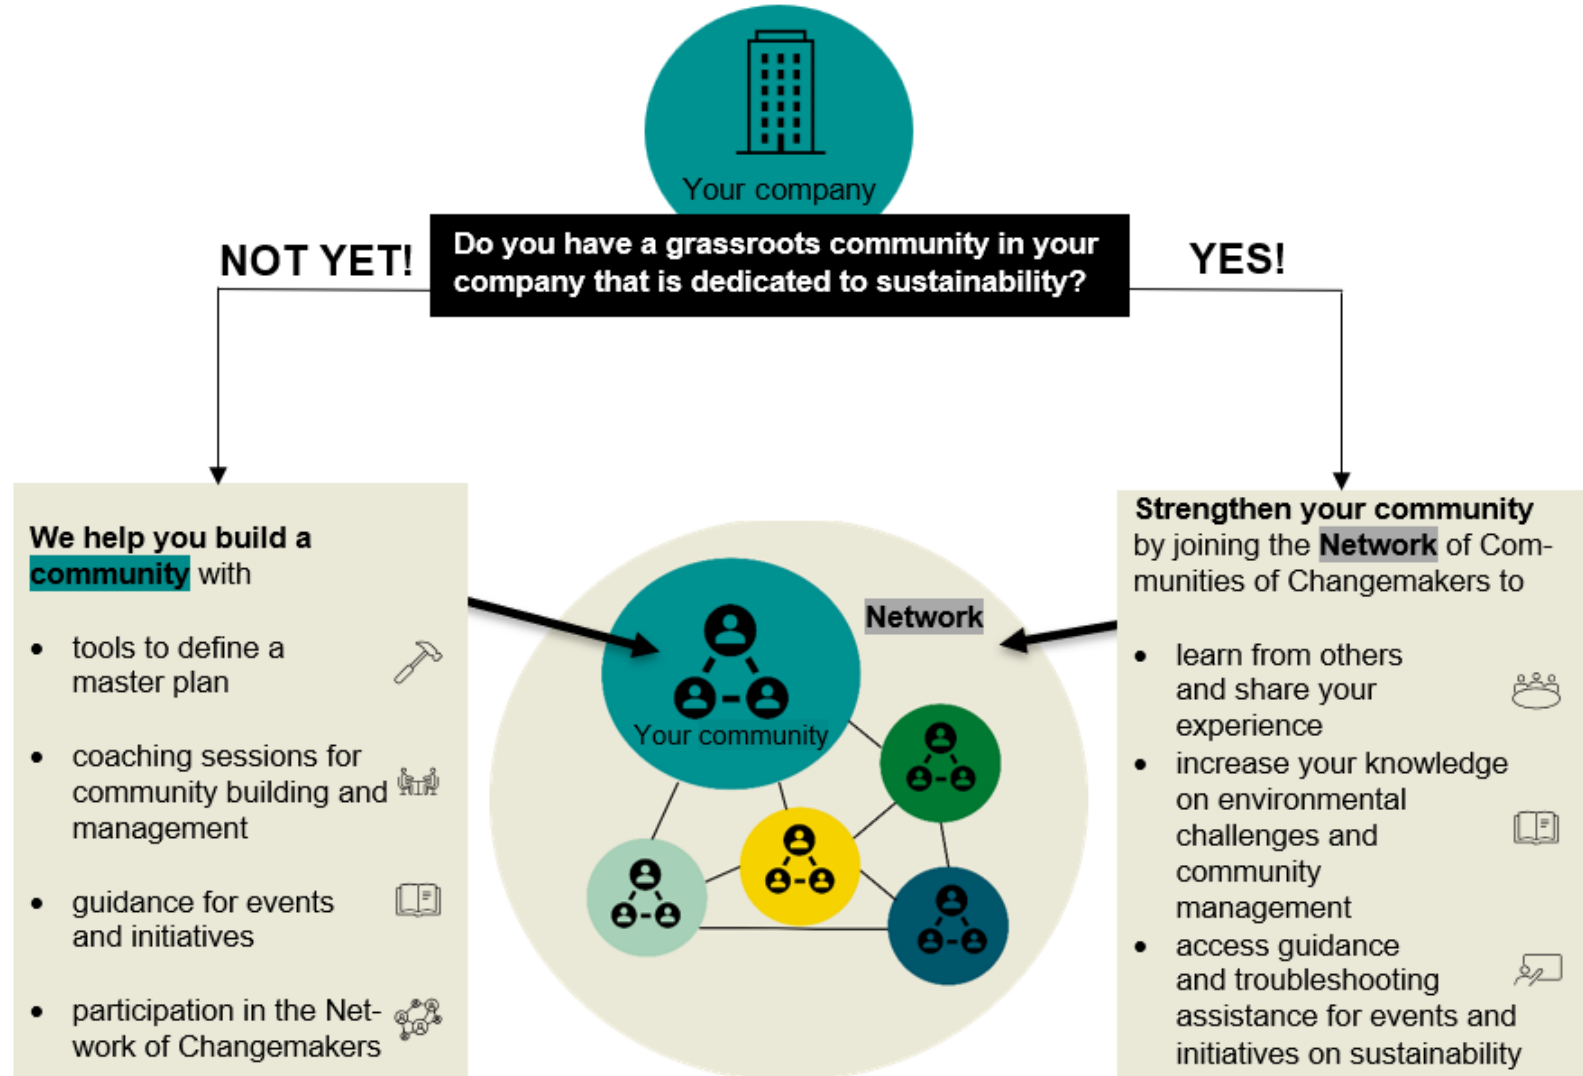 Your company
NOT YET!
Do you have a grassroots community in your
company that is dedicated to sustainability?
YES!
We help you build a
community with
• tools to define a
master plan
• coaching sessions for
community building and
management
• guidance for events
and initiatives
• participation in the Net-
work of Changemakers
Network
Your community
Strengthen your community
by joining the Network of Com-
munities of Changemakers to
• learn from others
and share your
experience
• increase your knowledge
on environmental
challenges and
community
management
• access guidance
and troubleshooting
assistance for events and
initiatives on sustainability